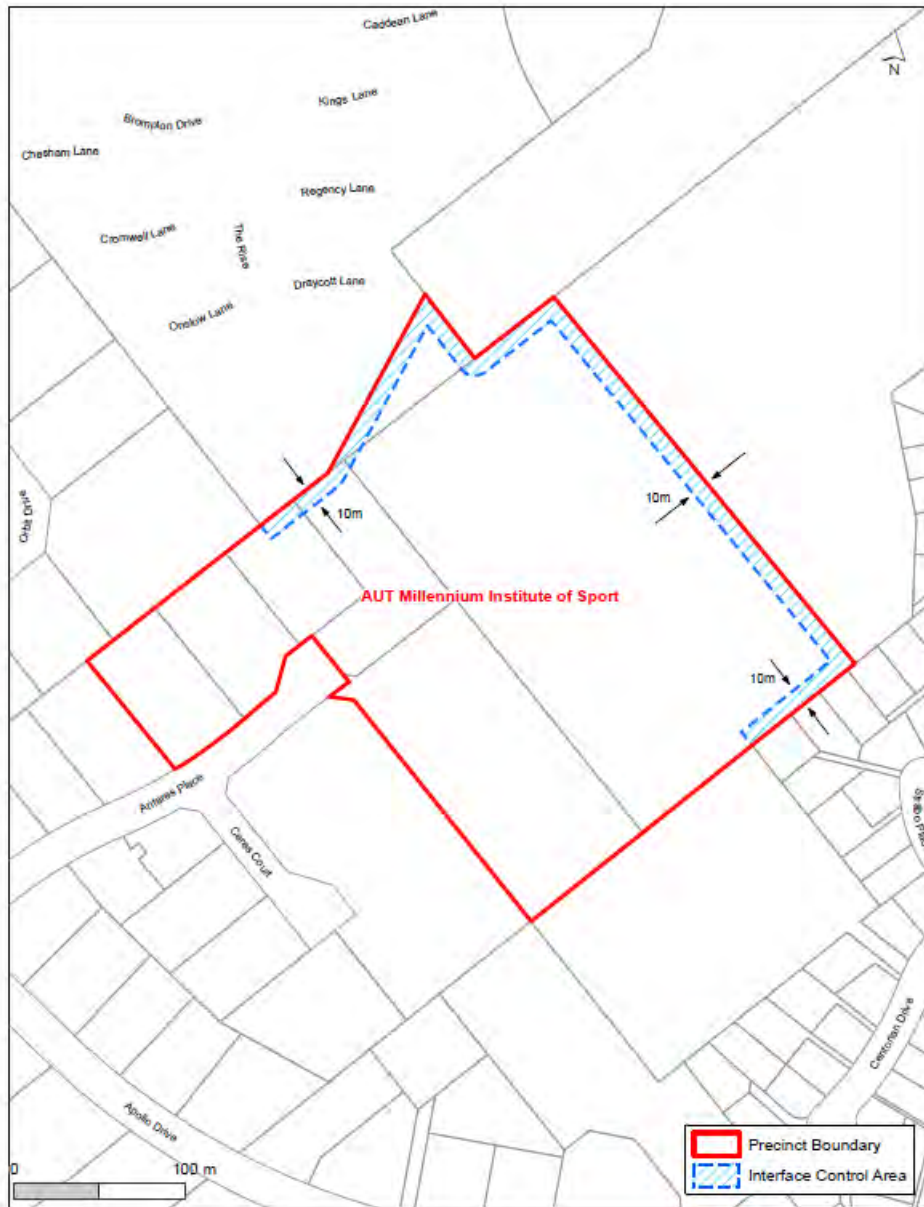 Caddean Lane
N
Kings Lane
Brompton Drive
Chesham Lane
Regency Lane
Cromwell Lane
The Rise
Draycott Lane
Onslow Lane
10m
10m
Orbit Drive
AUT Millennium Institute of Sport
10m
Antares Place
Ceres Court
Centorian Drive
Apollo Drive
0
100 m
Precinct Boundary
Interface Control Area